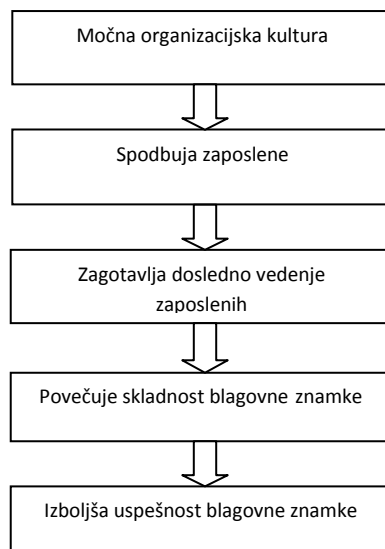 Močna organizacijska kultura
Spodbuja zaposlene
Zagotavlja dosledno vedenje
zaposlenih
Povečuje skladnost blagovne znamke
Izboljša uspešnost blagovne znamke